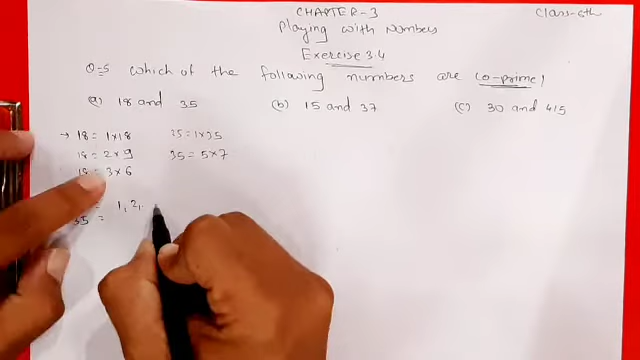 CHAPTER-3 Class-6th
Playing with Numbers
Exercise 3.4
Q-5 which of the following numbers are co-prime
(a) 18 and 35 (b) 15 and 37 (c) 30 and 415
→ 18 = 1×18 35 = 1×35
18 = 2×9 35 = 5×7
18 = 3×6
= 1, 2,
35 =